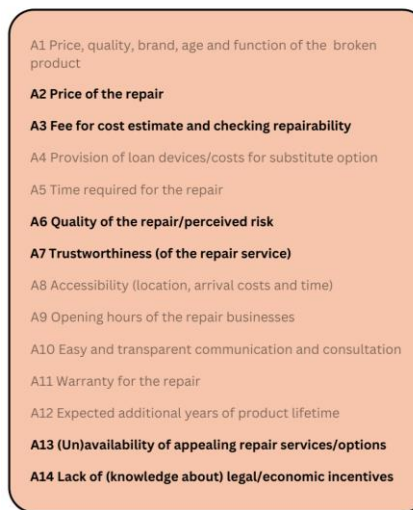 A1 Price, quality, brand, age and function of the broken
product
A2 Price of the repair
A3 Fee for cost estimate and checking repairability
A4 Provision of loan devices/costs for substitute option
A5 Time required for the repair
A6 Quality of the repair/perceived risk
A7 Trustworthiness (of the repair service)
A8 Accessibility (location, arrival costs and time)
A9 Opening hours of the repair businesses
A10 Easy and transparent communication and consultation
A11 Warranty for the repair
A12 Expected additional years of product lifetime
A13 (Un)availability of appealing repair services/options
A14 Lack of (knowledge about) legal/economic incentives